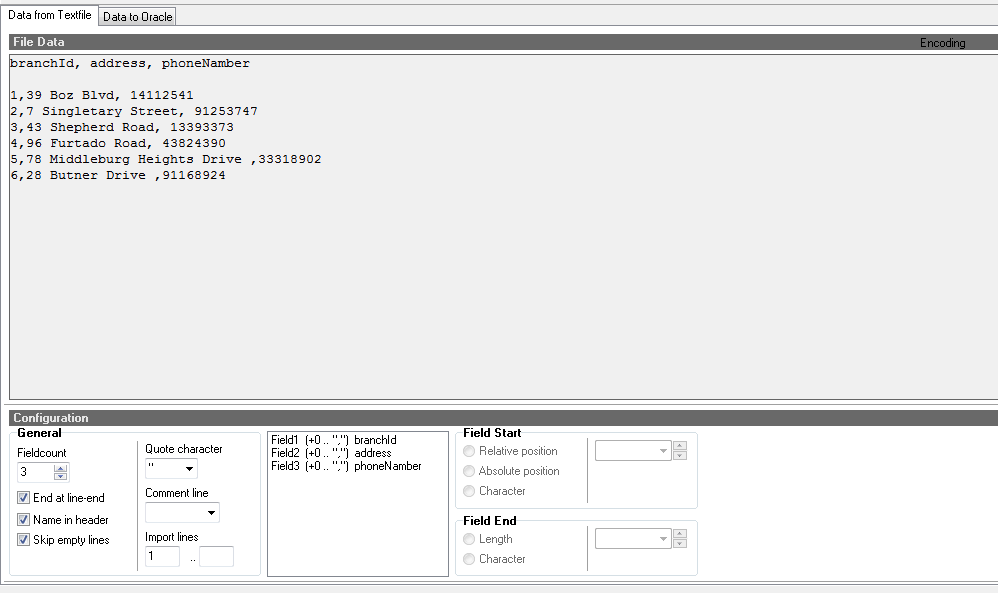 Data from Textfile Data to Oracle
File Data Encoding
branchId, address, phoneNamber
1,39 Boz Blvd, 14112541
2,7 Singletary Street, 91253747
3,43 Shepherd Road, 13393373
4,96 Furtado Road, 43824390
5,78 Middleburg Heights Drive ,33318902
6,28 Butner Drive ,91168924
Configuration
General
Fieldcount
3
End at line-end
Name in header
Skip empty lines
Quote character
"
Comment line
Import lines
1 ..
Field1 (+0 .. ",") branchId
Field2 (+0 .. ",") address
Field3 (+0 .. ",") phoneNamber
Field Start
Relative position
Absolute position
Character
Field End
Length
Character